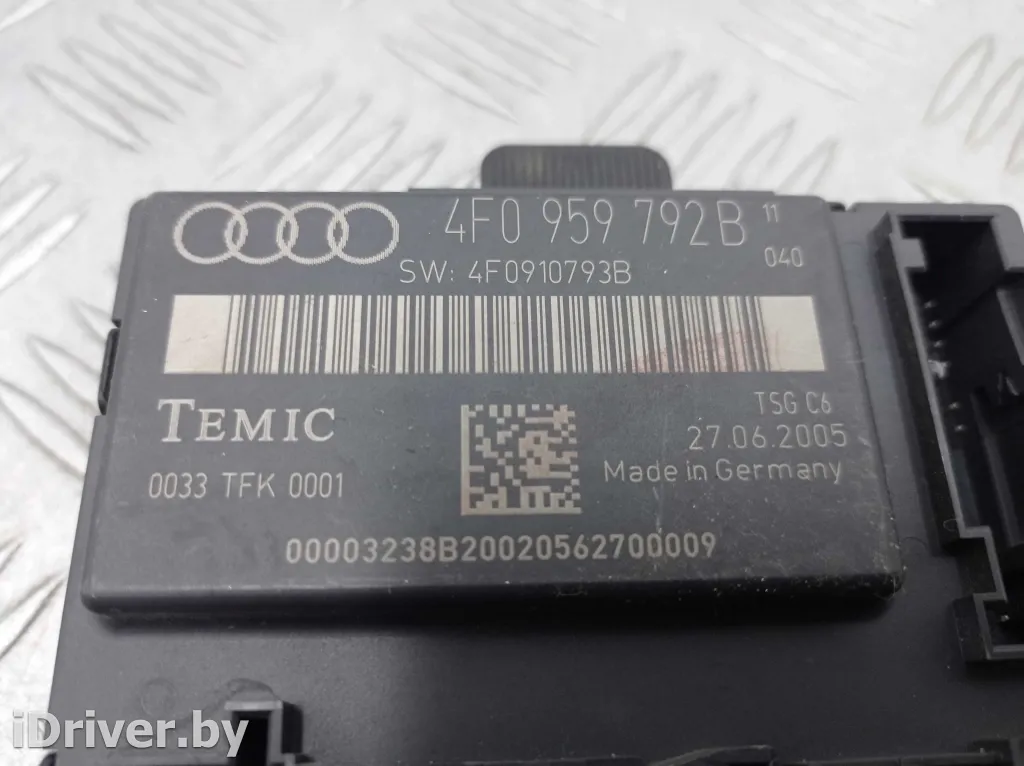 4F0 959 792B 11
040
SW: 4F0910793B
TEMIC
TSG C6
27.06.2005
Made in Germany
0033 TFK 0001
00003238B20020562700009
iDriver.by